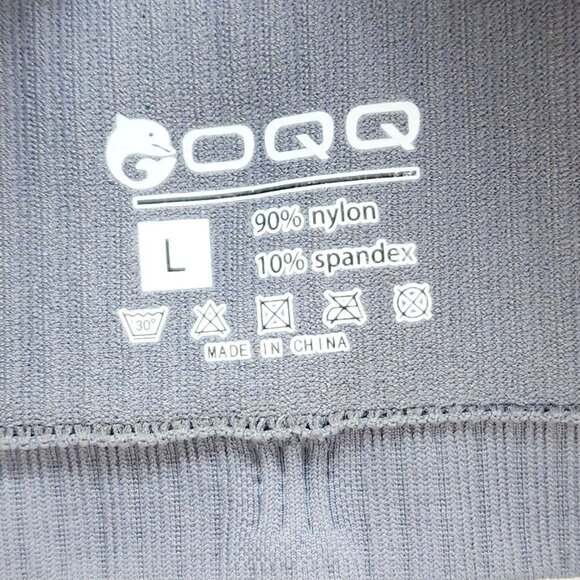 OQQ
L
90% nylon
10% spandex
30°
MADE IN CHINA